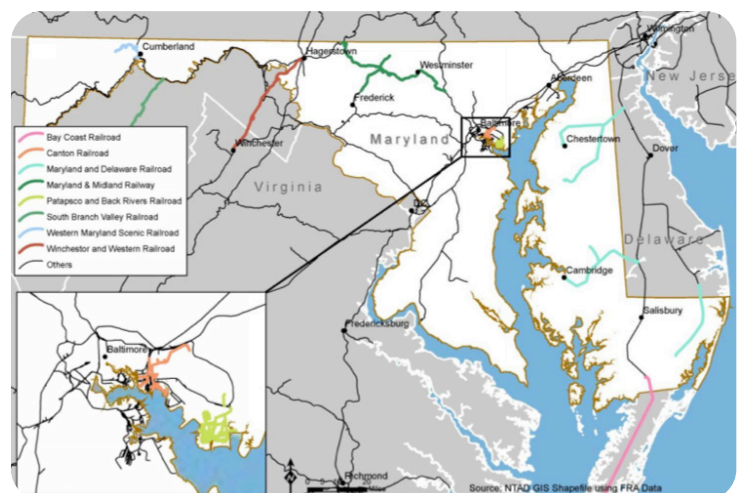 Cumberland
Hagerstown
Westminster
Frederick
Winchester
Aberdeen
Wilmington
New Jerse
Baltimore
Maryland
Chestertown
Dover
Virginia
DC
Delaware
Cambridge
Salisbury
Fredericksburg
Richmond
Bay Coast Railroad
Canton Railroad
Maryland and Delaware Railroad
Maryland & Midland Railway
Patapsco and Back Rivers Railroad
South Branch Valley Railroad
Western Maryland Scenic Railroad
Winchestor and Western Railroad
Others
Baltimore
N
Source: NTAD GIS Shapefile using FRA Data